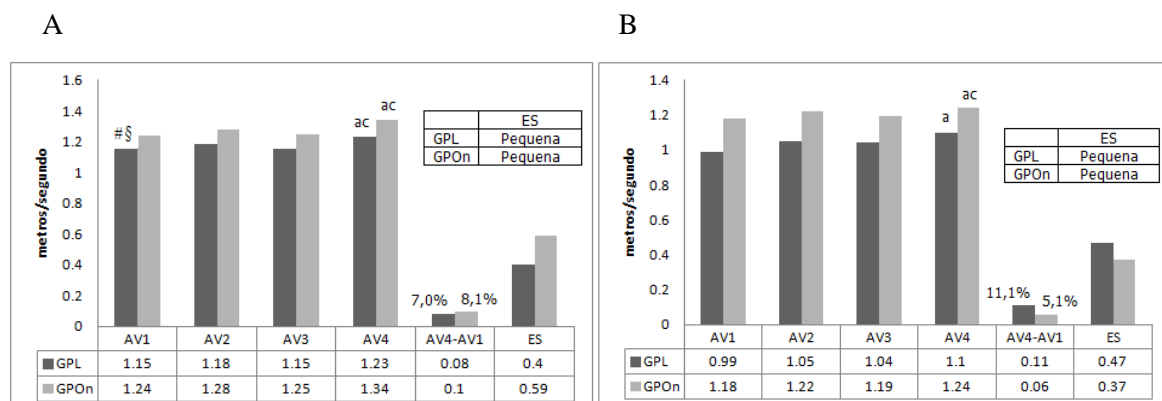 A
B
metros/segundo
1.6
1.4
1.2
1
0.8
0.6
0.4
0.2
0
#§
ac
ac
7,0% 8,1%
ES
GPL Pequena
GPOn Pequena
AV1 AV2 AV3 AV4 AV4-AV1 ES
GPL 1.15 1.18 1.15 1.23 0.08 0.4
GPOn 1.24 1.28 1.25 1.34 0.1 0.59
metros/segundo
1.4
1.2
1
0.8
0.6
0.4
0.2
0
a
ac
11,1% 5,1%
ES
GPL Pequena
GPOn Pequena
AV1 AV2 AV3 AV4 AV4-AV1 ES
GPL 0.99 1.05 1.04 1.1 0.11 0.47
GPOn 1.18 1.22 1.19 1.24 0.06 0.37